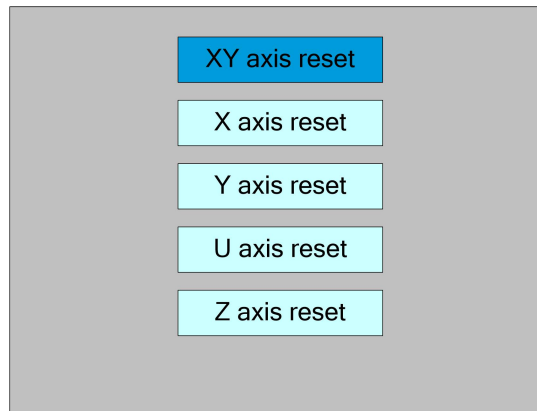 XY axis reset
X axis reset
Y axis reset
U axis reset
Z axis reset